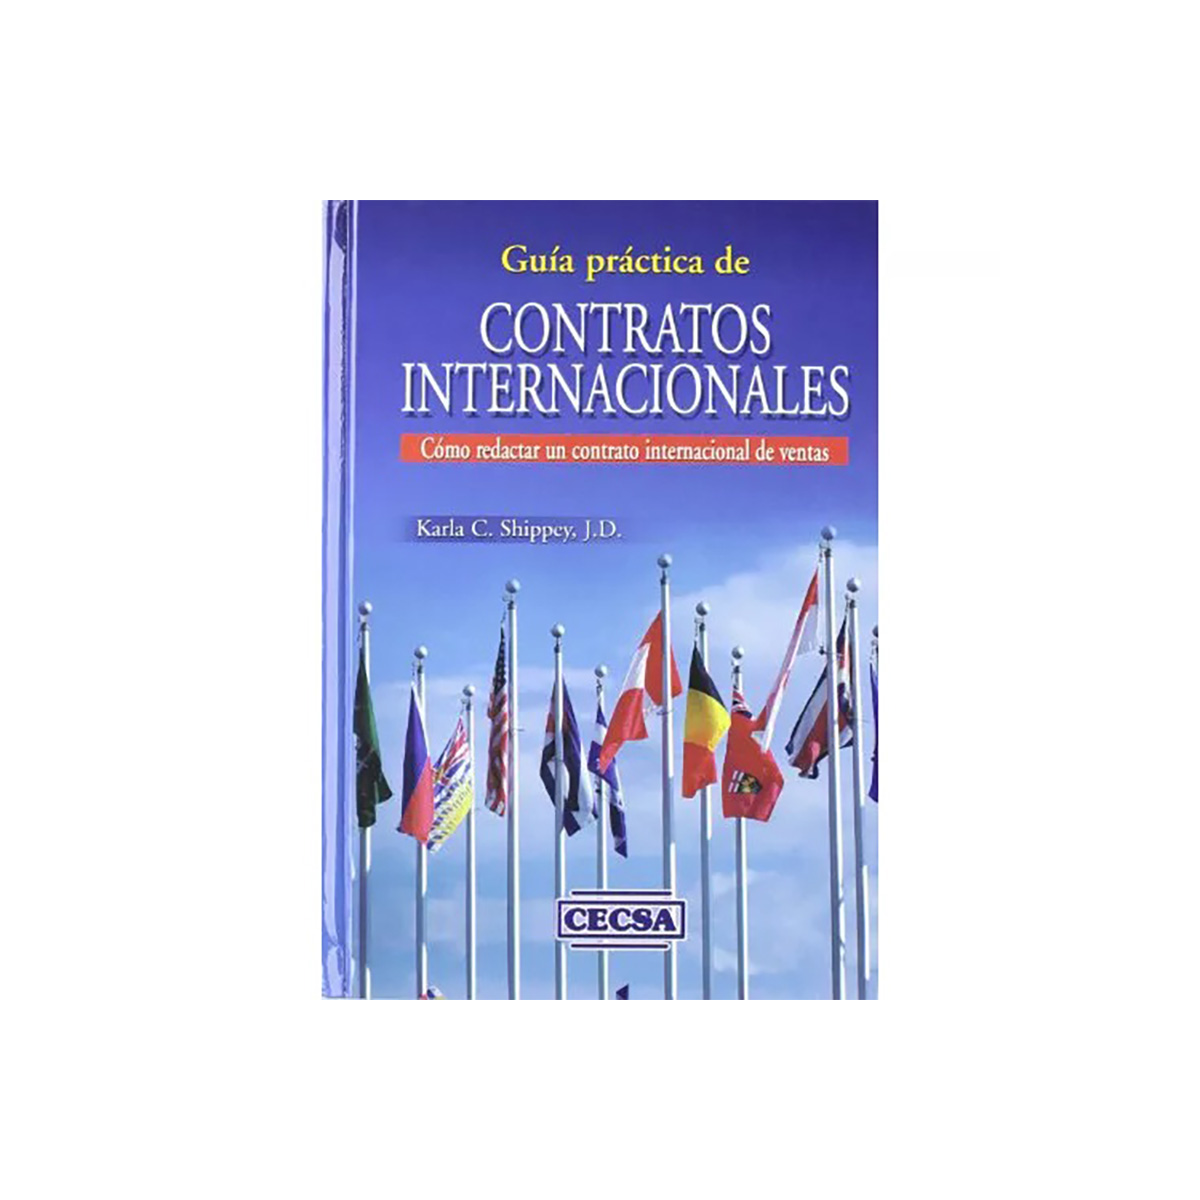 Guía práctica de
CONTRATOS
INTERNACIONALES
Cómo redactar un contrato internacional de ventas
Karla C. Shippey, J.D.
CECSA